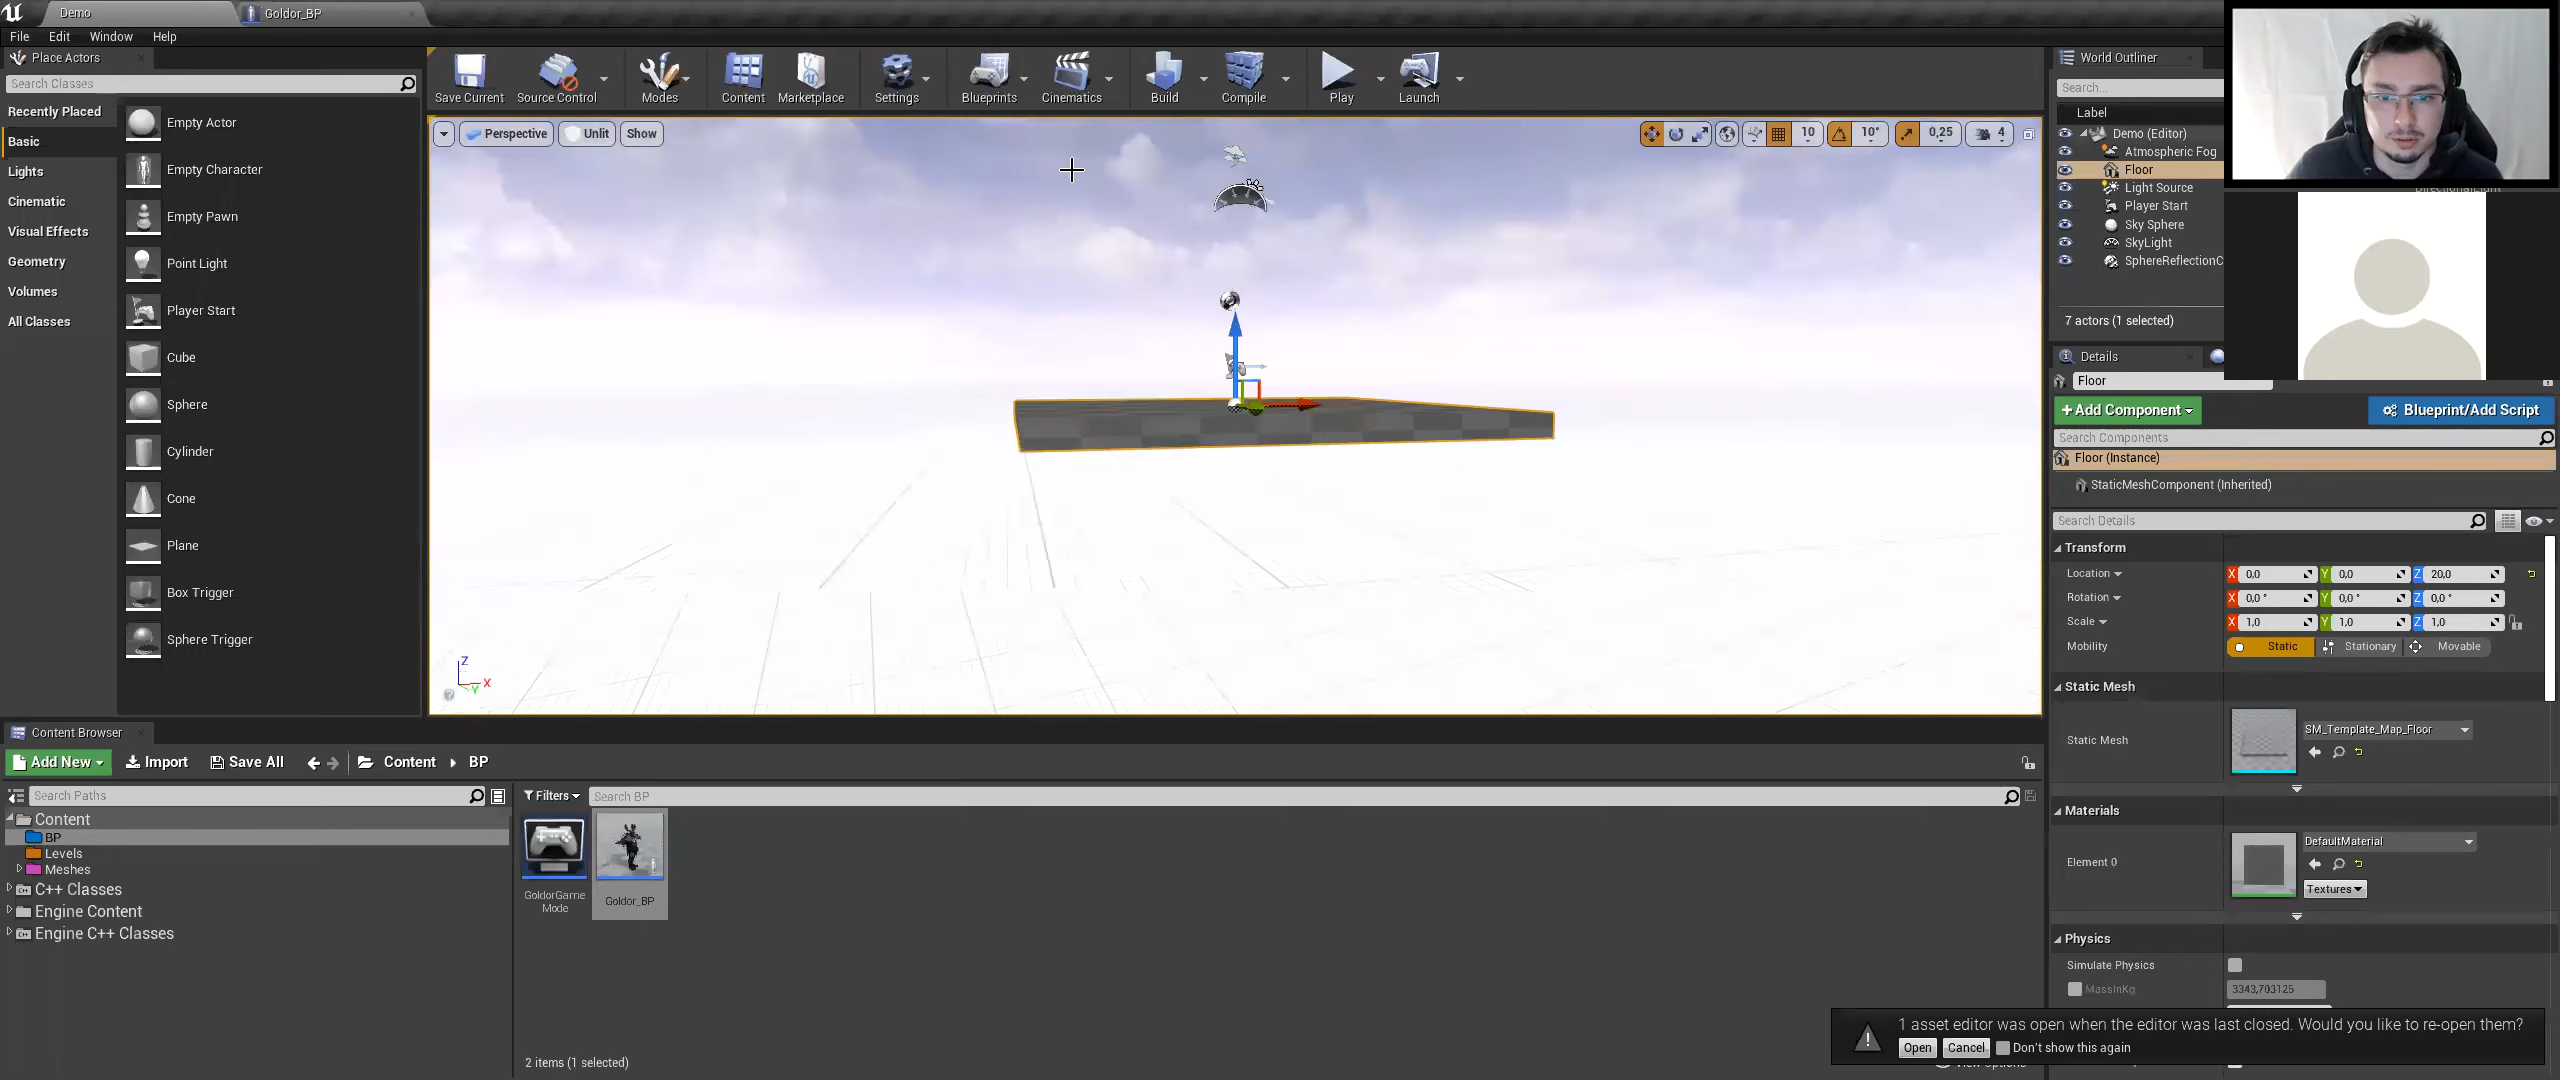 Demo
Goldor_BP
File Edit Window Help
Place Actors
Search Classes
Recently Placed
Basic
Lights
Cinematic
Visual Effects
Geometry
Volumes
All Classes
Empty Actor
Empty Character
Empty Pawn
Point Light
Player Start
Cube
Sphere
Cylinder
Cone
Plane
Box Trigger
Sphere Trigger
Save Current
Source Control
Modes
Content
Marketplace
Settings
Blueprints
Cinematics
Build
Compile
Play
Launch
Perspective
Unlit
Show
10
10°
0,25
4
Z
X
Y
World Outliner
Search...
Label
Demo (Editor)
Atmospheric Fog
Floor
Light Source
Player Start
Sky Sphere
SkyLight
SphereReflectionC
7 actors (1 selected)
Details
Floor
+Add Component
Blueprint/Add Script
Search Components
Floor (Instance)
StaticMeshComponent (Inherited)
Search Details
Transform
Location X 0,0 Y 0,0 Z 20,0
Rotation X 0,0 ° Y 0,0 ° Z 0,0 °
Scale X 1,0 Y 1,0 Z 1,0
Mobility Static Stationary Movable
Static Mesh
Static Mesh
SM_Template_Map_Floor
Materials
Element 0
DefaultMaterial
Textures
Physics
Simulate Physics
MassInKg 3343,703125
Content Browser
Add New
Import
Save All
Content
BP
Search Paths
Content
BP
Levels
Meshes
C++ Classes
Engine Content
Engine C++ Classes
Filters
Search BP
GoldorGame
Mode
Goldor_BP
2 items (1 selected)
1 asset editor was open when the editor was last closed. Would you like to re-open them?
Open Cancel Don't show this again